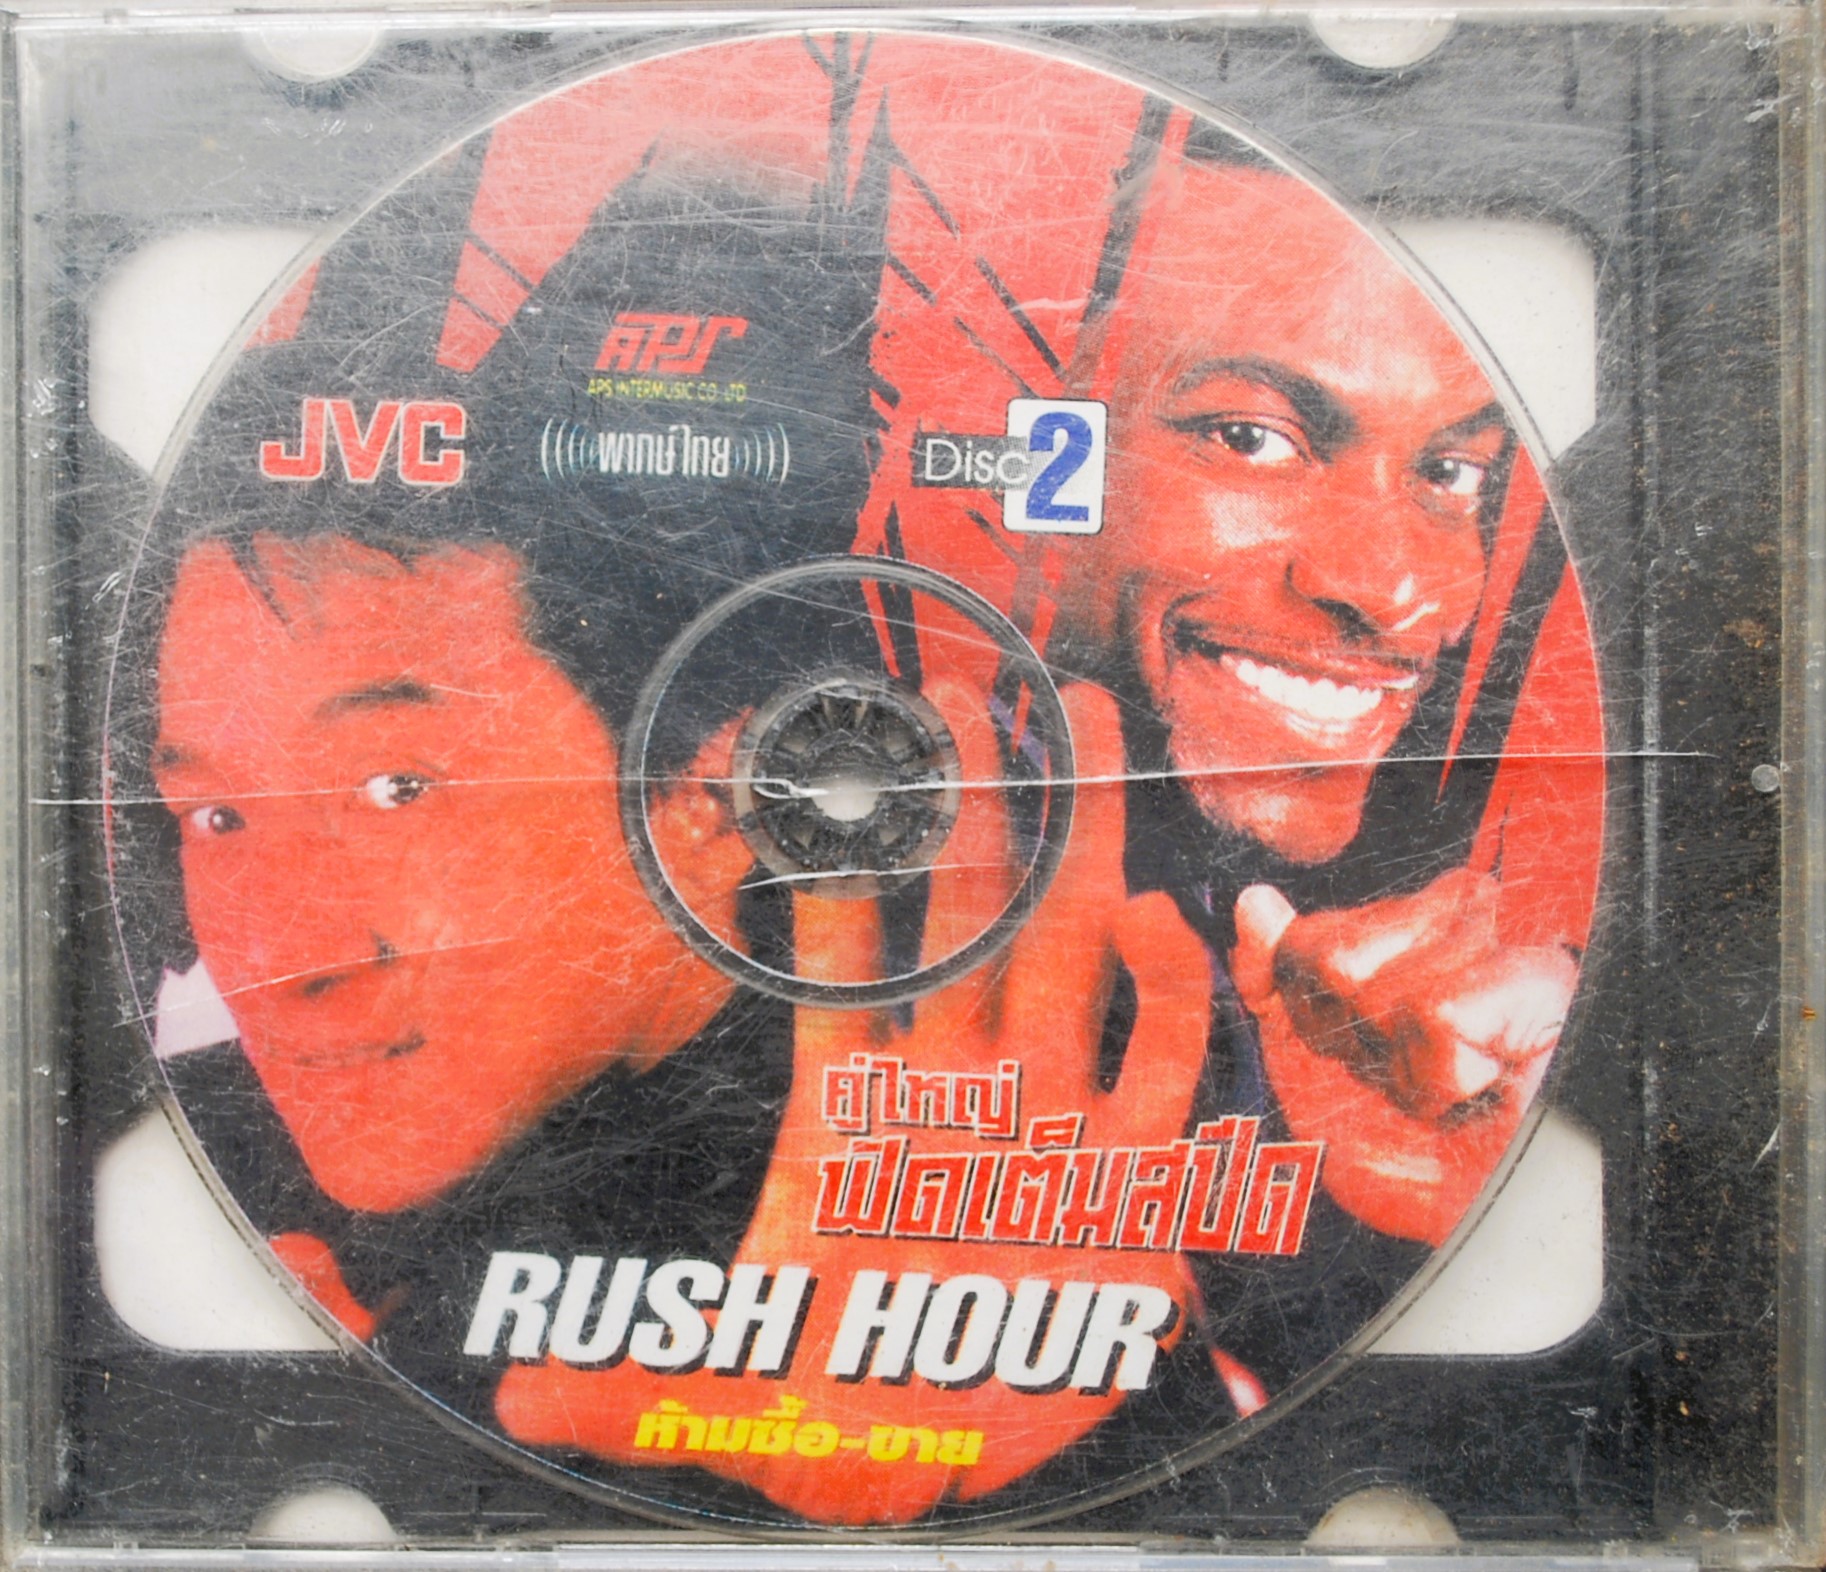 APS
APS INTERMUSIC CO., LTD
JVC
พากษ์ไทย
Disc 2
คู่ใหญ่
ฟัดเต็มสปีด
RUSH HOUR
ห้ามซื้อ-ขาย